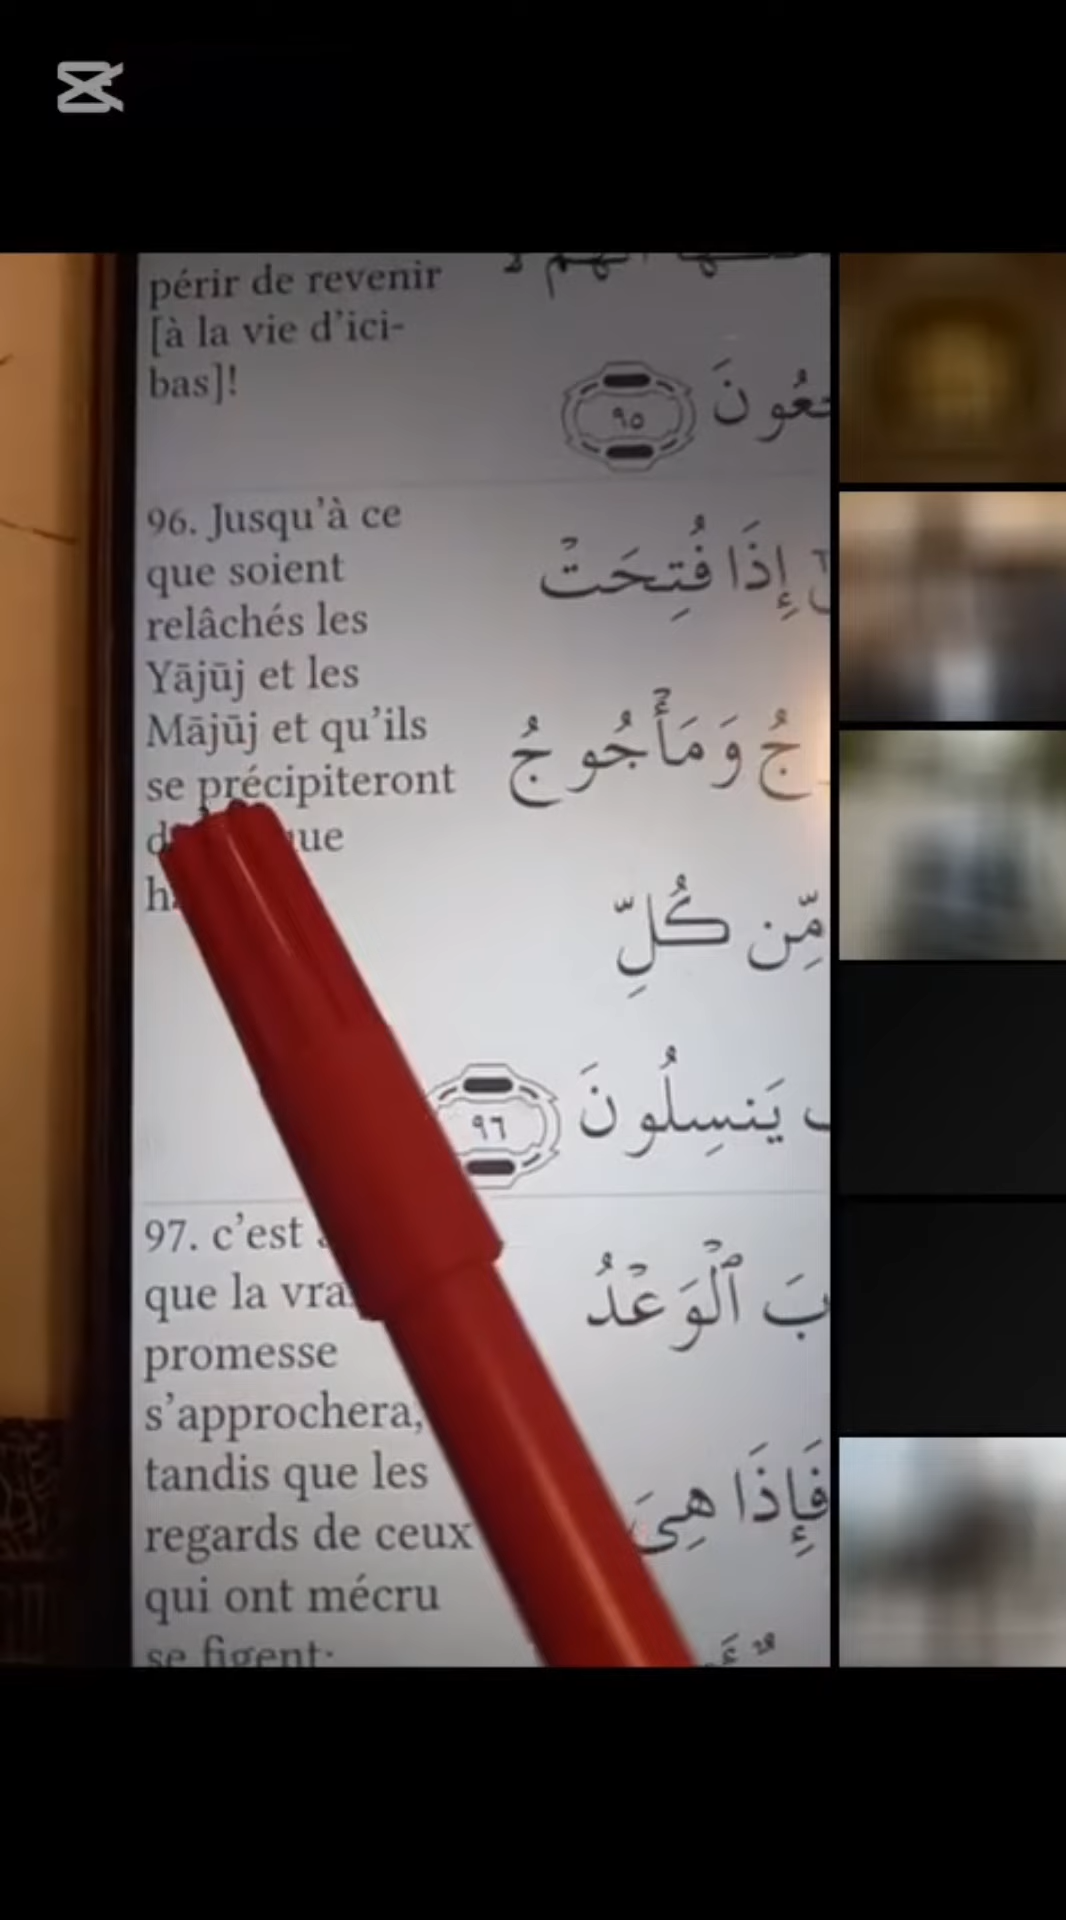 périr de revenir
[à la vie d'ici-
bas]!
٩٥
96. Jusqu'à ce
que soient
relâchés les
Yājūj et les
Mājūj et qu'ils
se précipiteront
إِذَا فُتِحَتْ
جُ وَمَأْجُوجُ
مِّن كُلِّ
يَنسِلُونَ ٩٦
97. c'est
que la
promesse
s'approchera,
tandis que les
regards de ceux
qui ont mécru
se figent:
بَ ٱلْوَعْدُ
فَإِذَا هِىَ